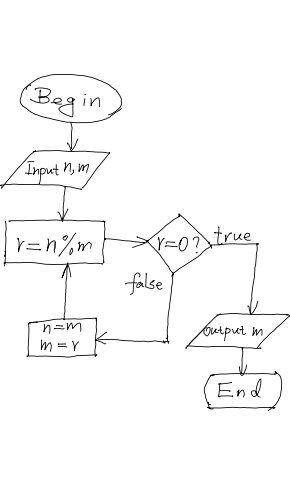 Begin
Input n,m
r=n%m
r=0?
true
false
n=m
m=r
output m
End